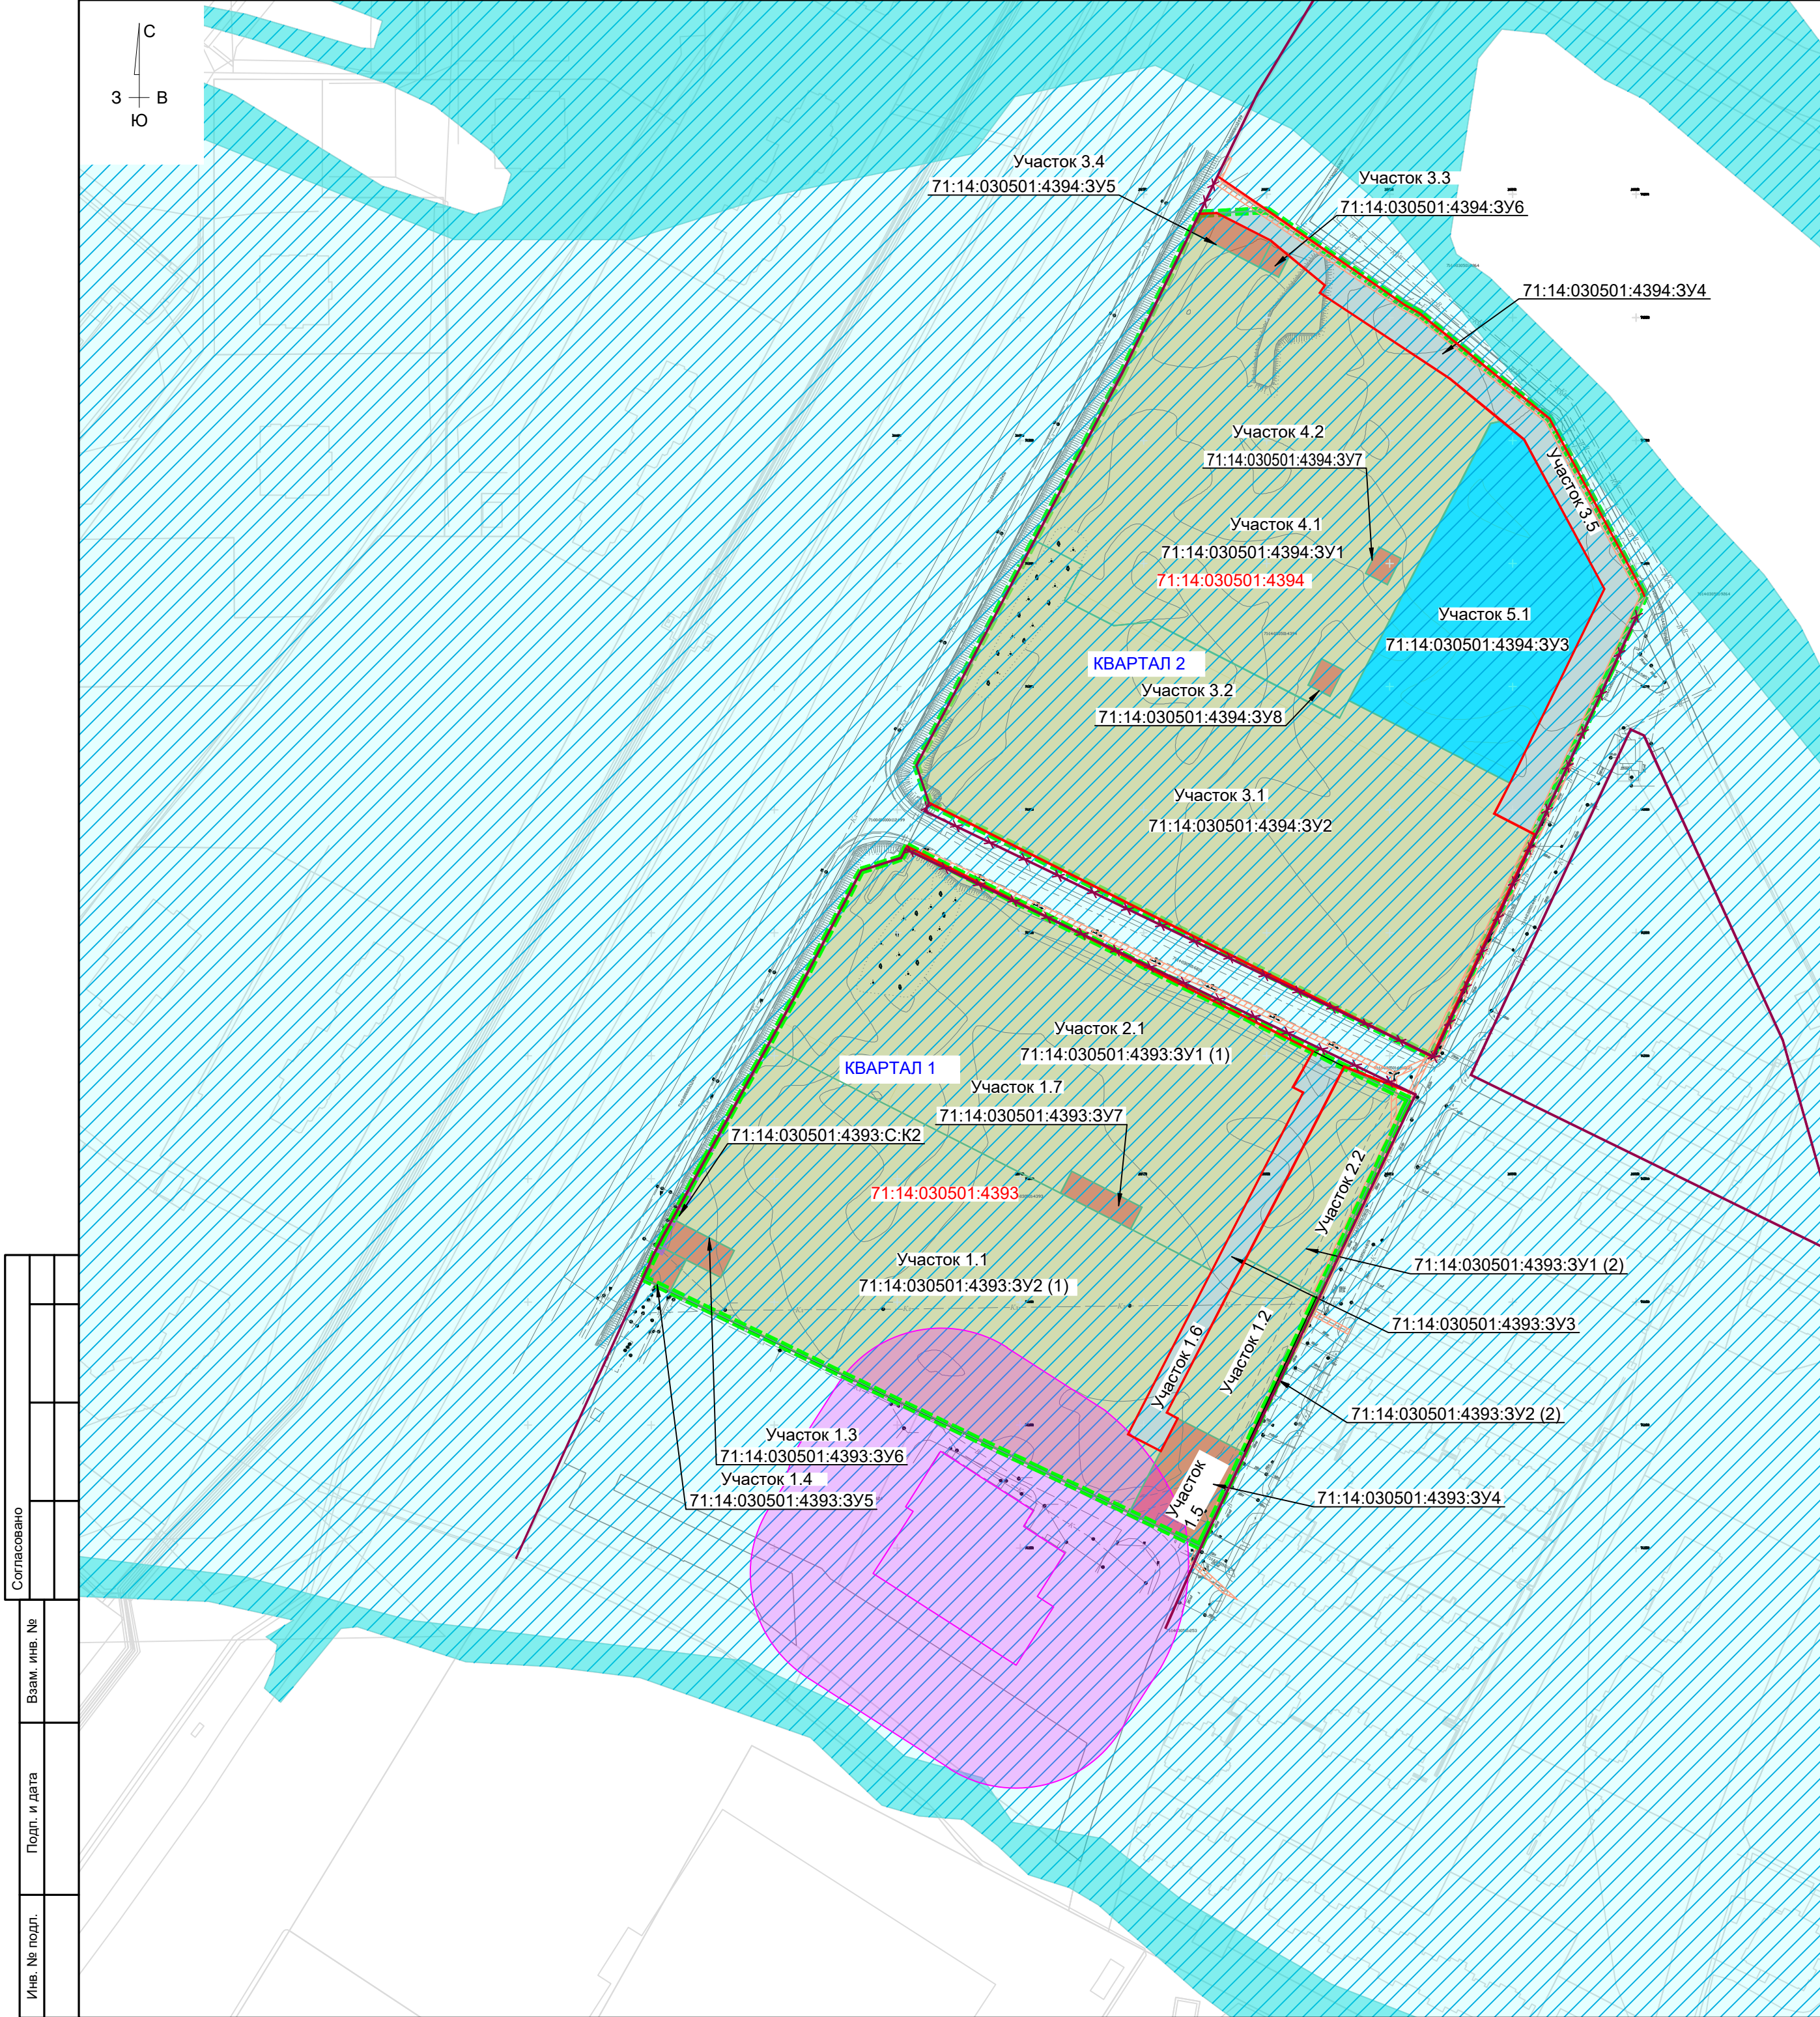 С
З
В
Ю
Участок 3.4
71:14:030501:4394:ЗУ5
Участок 3.3
71:14:030501:4394:ЗУ6
71:14:030501:4394:ЗУ4
Участок 4.2
71:14:030501:4394:ЗУ7
Участок 3.5
Участок 4.1
71:14:030501:4394:ЗУ1
71:14:030501:4394
Участок 5.1
71:14:030501:4394:ЗУ3
КВАРТАЛ 2
Участок 3.2
71:14:030501:4394:ЗУ8
Участок 3.1
71:14:030501:4394:ЗУ2
Участок 2.1
71:14:030501:4393:ЗУ1 (1)
КВАРТАЛ 1
Участок 1.7
71:14:030501:4393:ЗУ7
71:14:030501:4393:С:К2
71:14:030501:4393
Участок 2.2
Участок 1.1
71:14:030501:4393:ЗУ2 (1)
71:14:030501:4393:ЗУ1 (2)
71:14:030501:4393:ЗУ3
Участок 1.6
Участок 1.2
71:14:030501:4393:ЗУ2 (2)
Участок 1.3
71:14:030501:4393:ЗУ6
Участок 1.4
71:14:030501:4393:ЗУ5
Участок
1.5
71:14:030501:4393:ЗУ4
Согласовано
Взам. инв. №
Подп. и дата
Инв. № подл.